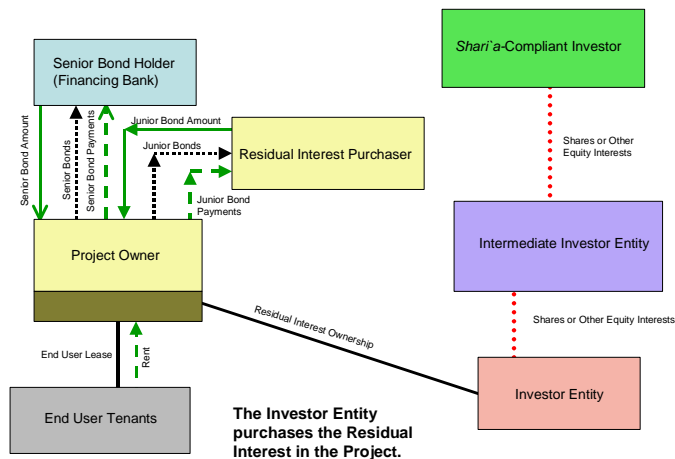 Senior Bond Holder
(Financing Bank)
Shari`a-Compliant Investor
Junior Bond Amount
Residual Interest Purchaser
Junior Bonds
Senior Bond Amount
Senior Bonds
Senior Bond Payments
Shares or Other
Equity Interests
Junior Bond
Payments
Project Owner
Intermediate Investor Entity
Residual Interest Ownership
Shares or Other Equity Interests
End User Lease
Rent
End User Tenants
Investor Entity
The Investor Entity
purchases the Residual
Interest in the Project.